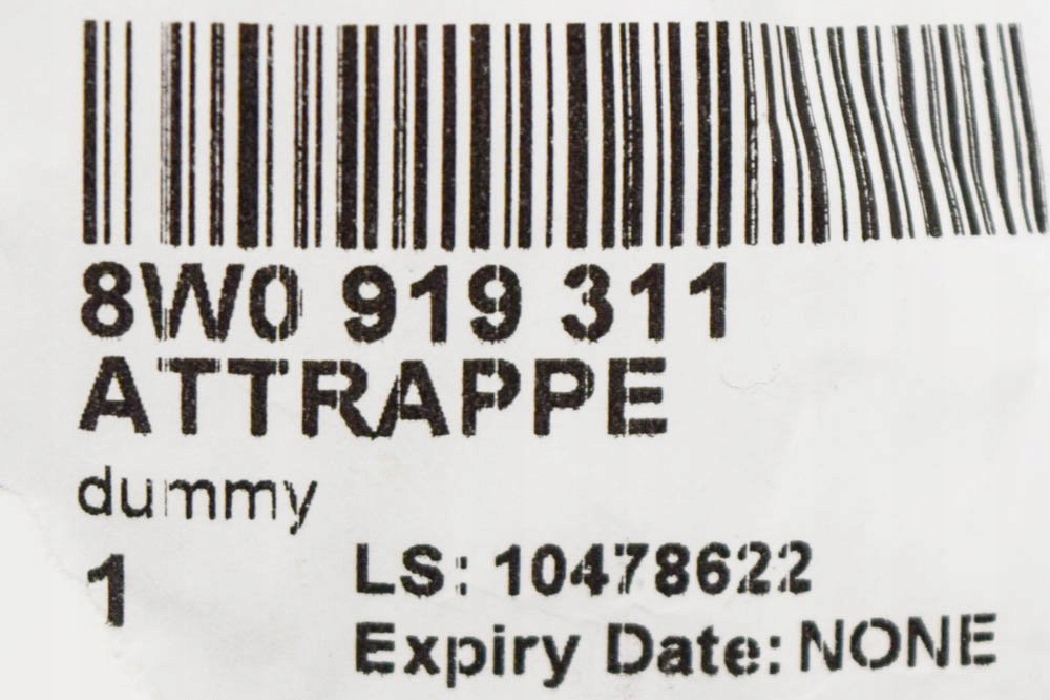 8W0 919 311
ATTRAPPE
dummy
1 LS: 10478622
Expiry Date: NONE